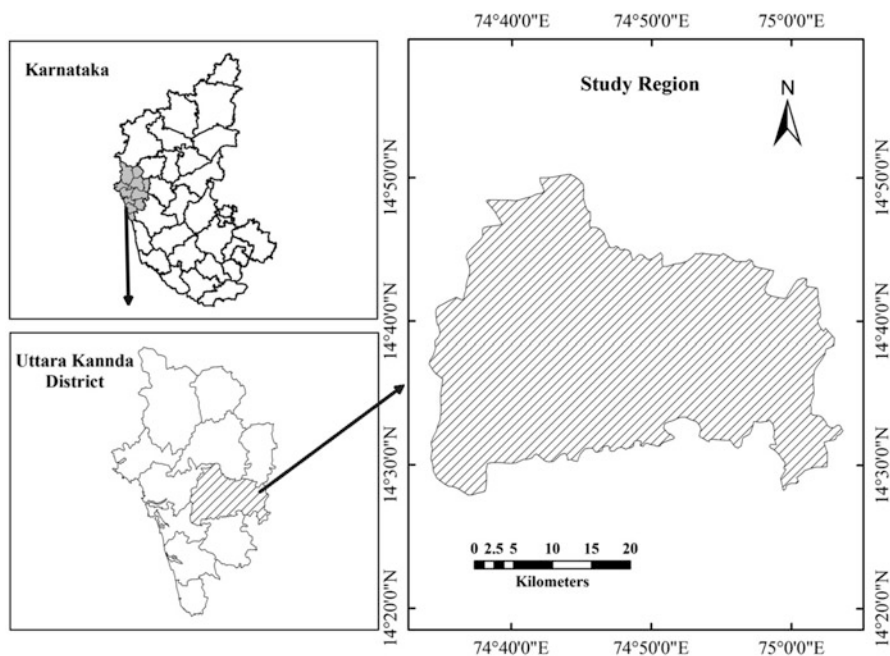 Karnataka
Uttara Kannda
District
74°40'0"E 74°50'0"E 75°0'0"E
Study Region
N
14°50'0"N 14°50'0"N
14°40'0"N 14°40'0"N
14°30'0"N 14°30'0"N
14°20'0"N 14°20'0"N
0 2.5 5 10 15 20
Kilometers
74°40'0"E 74°50'0"E 75°0'0"E